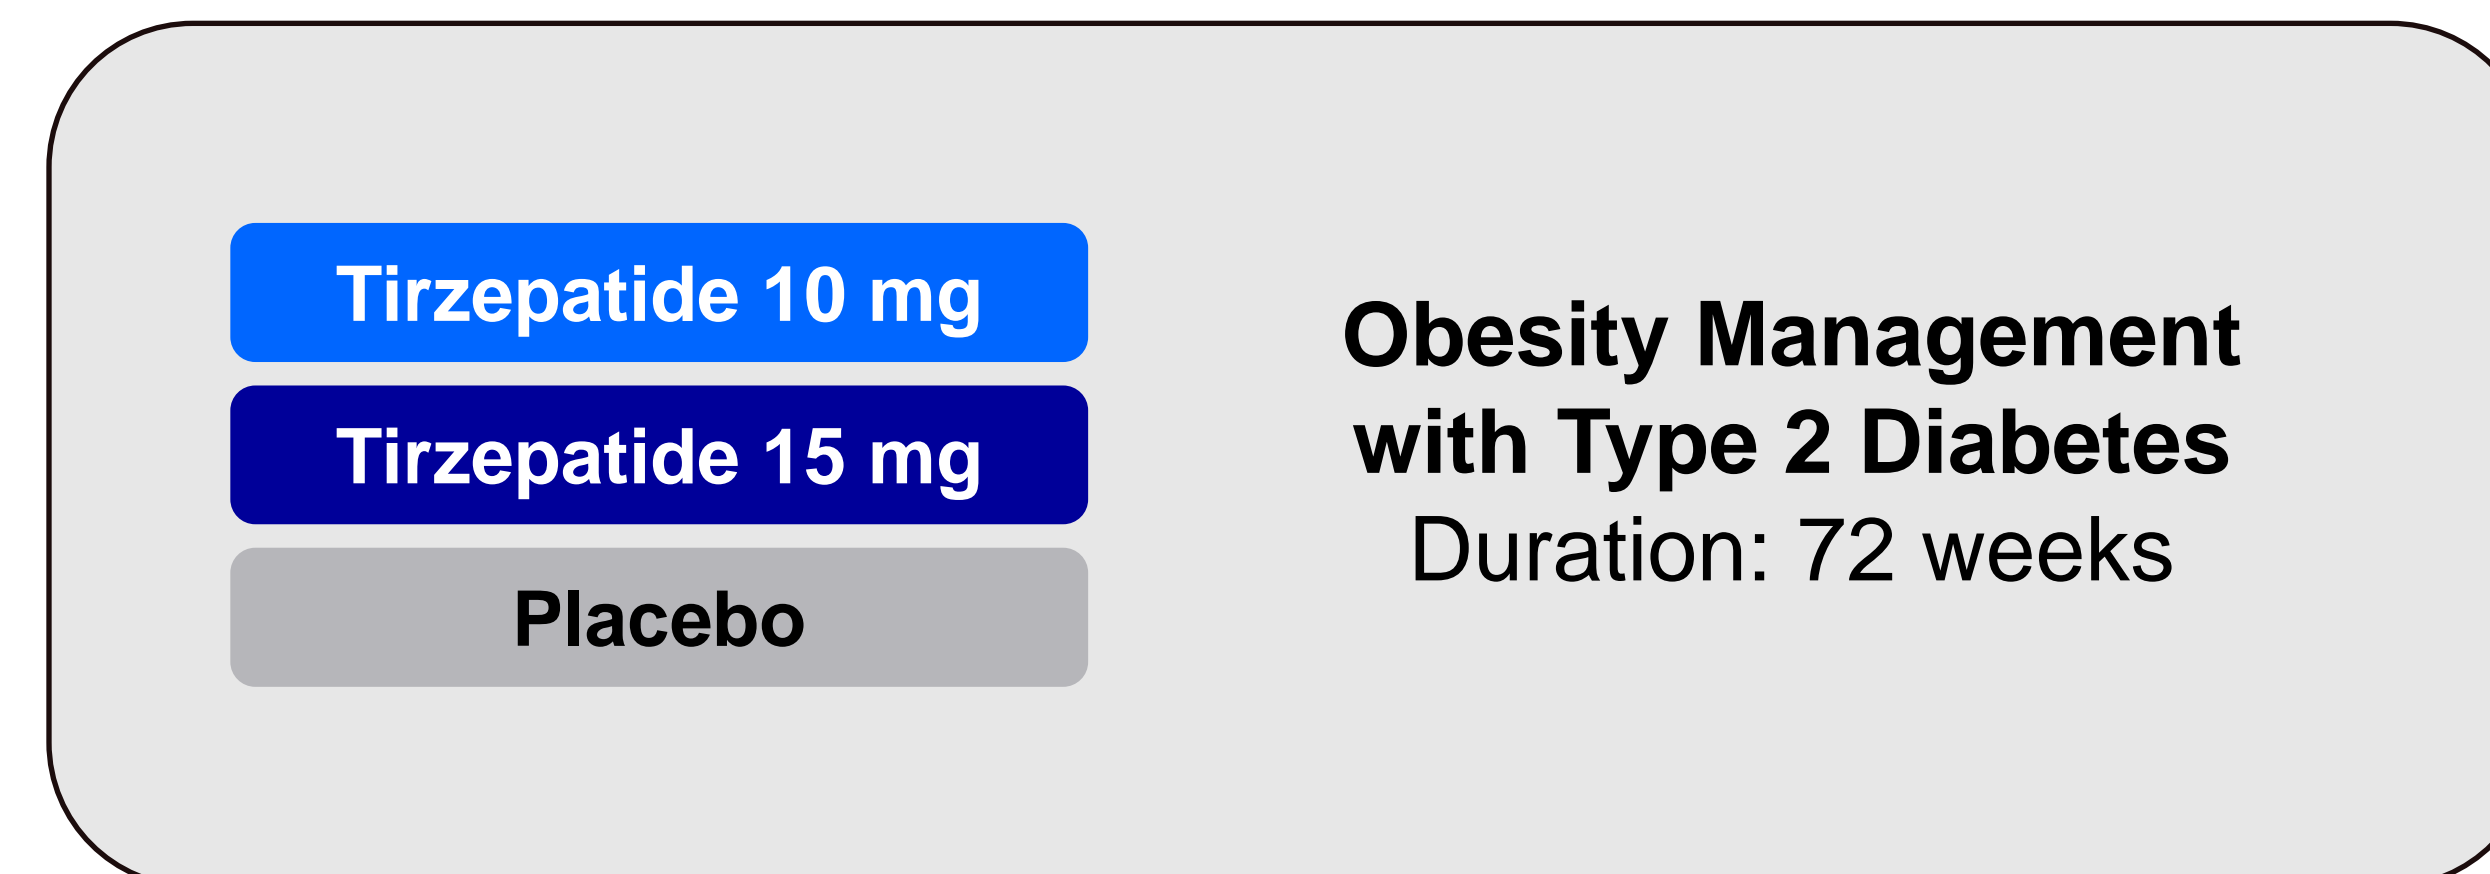 Tirzepatide 10 mg
Tirzepatide 15 mg
Placebo
Obesity Management
with Type 2 Diabetes
Duration: 72 weeks